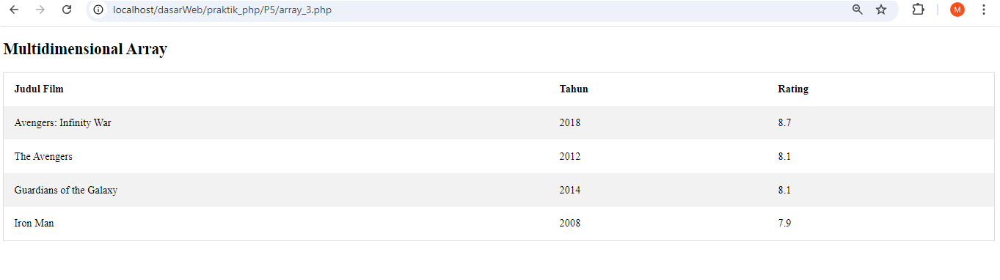 localhost/dasarWeb/praktik_php/P5/array_3.php
M
Multidimensional Array
Judul Film Tahun Rating
Avengers: Infinity War 2018 8.7
The Avengers 2012 8.1
Guardians of the Galaxy 2014 8.1
Iron Man 2008 7.9